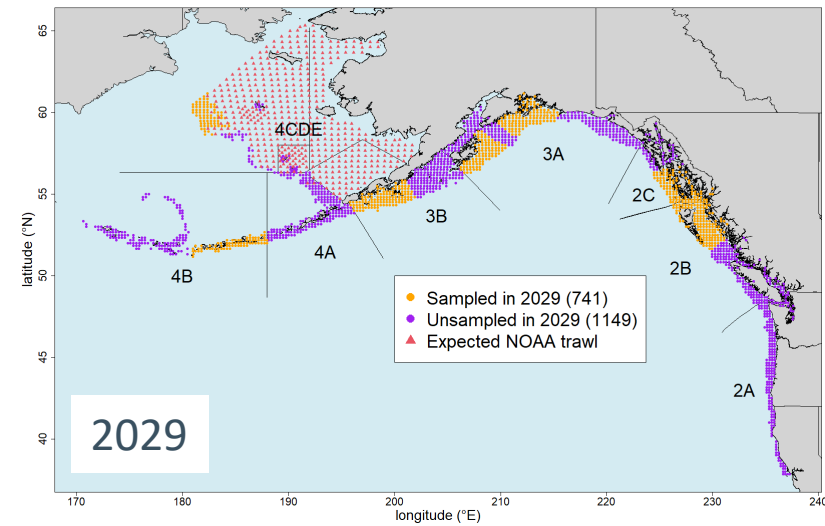 65
60
55
50
45
40
latitude (°N)
4CDE
3A
2C
3B
4A
4B
2B
2A
Sampled in 2029 (741)
Unsampled in 2029 (1149)
Expected NOAA trawl
2029
170 180 190 200 210 220 230 240
longitude (°E)